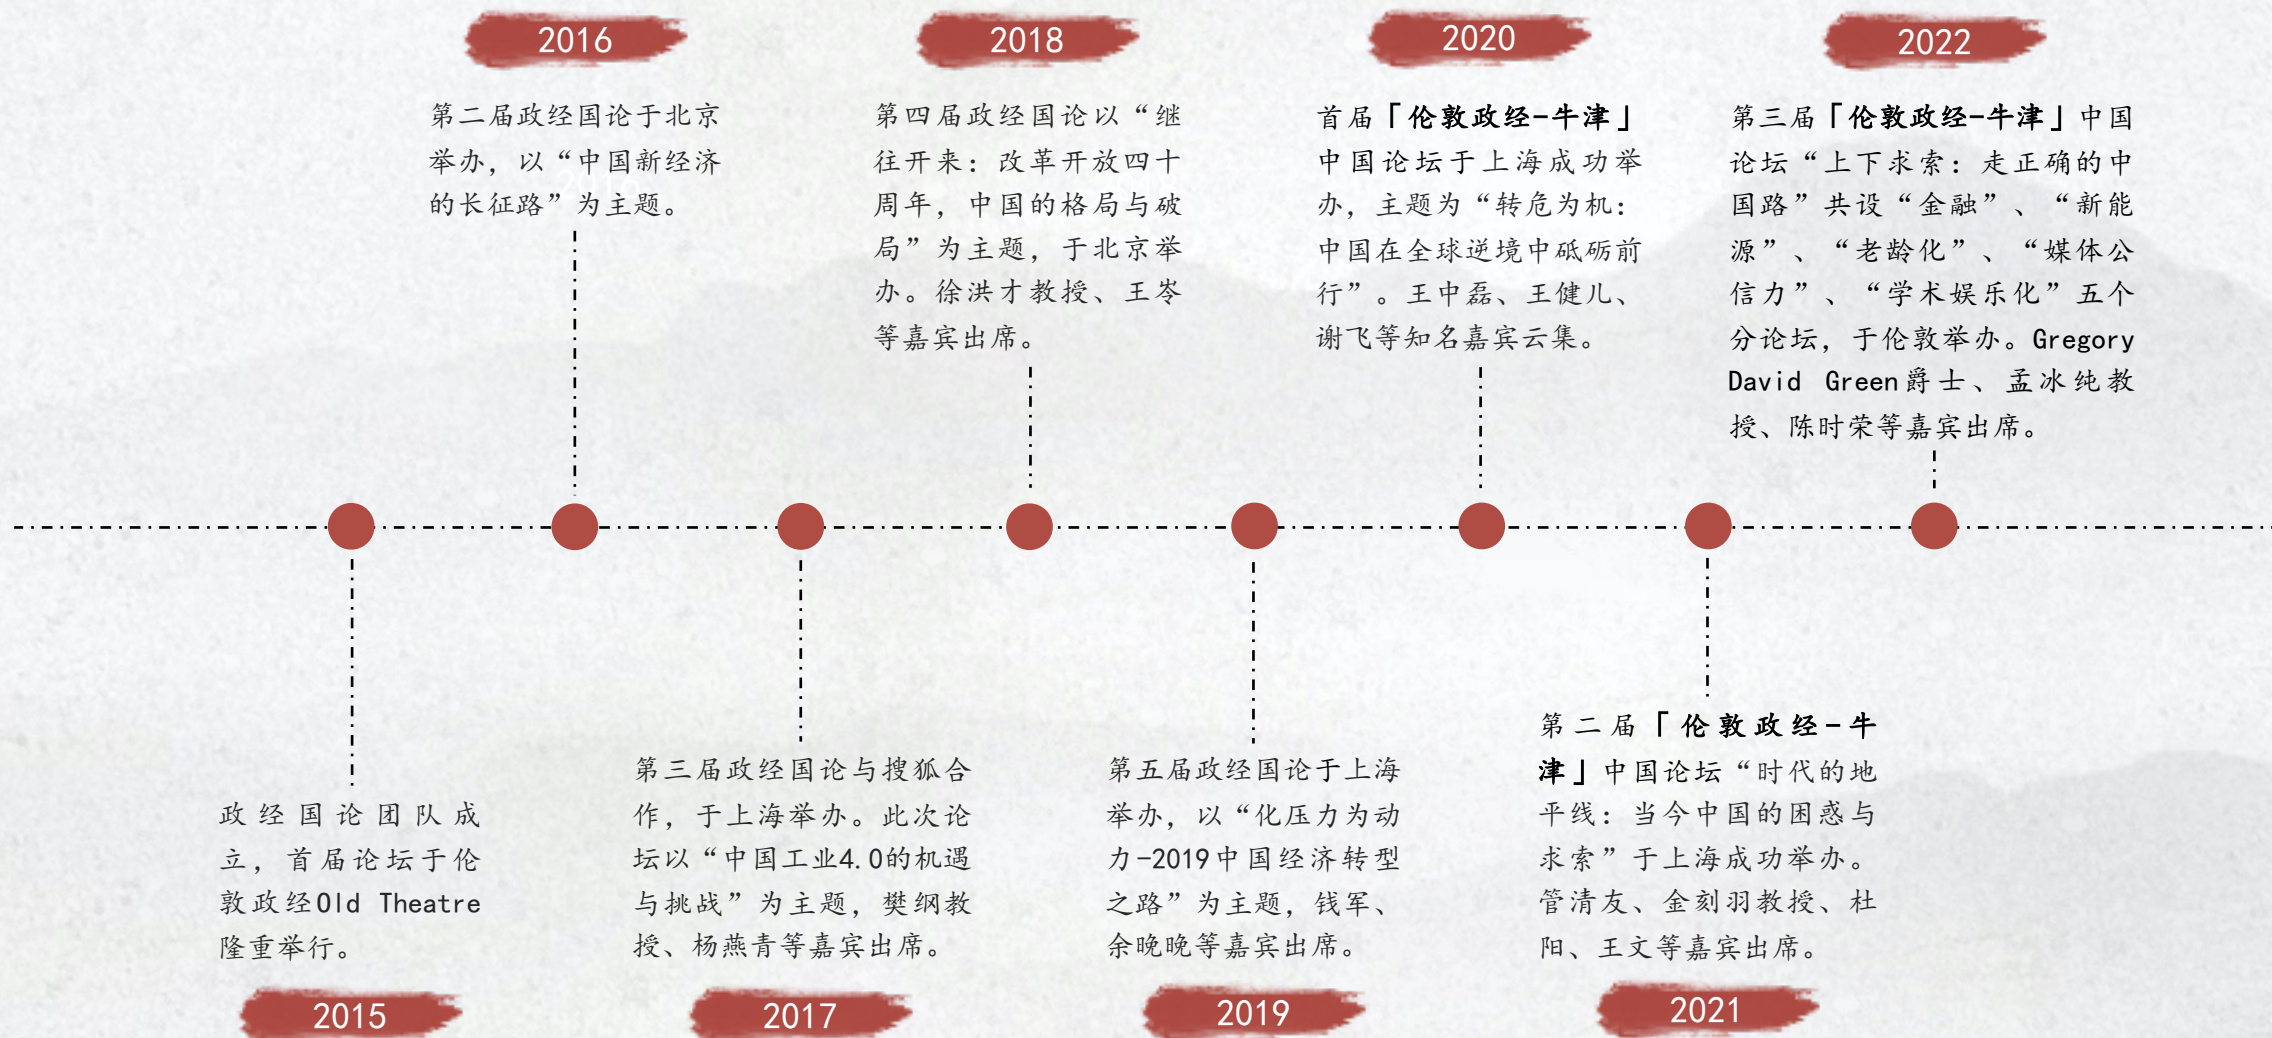 2016
第二届政经国论于北京
举办，以“中国新经济
的长征路”为主题。
2018
第四届政经国论以“继
往开来：改革开放四十
周年，中国的格局与破
局”为主题，于北京举
办。徐洪才教授、王岑
等嘉宾出席。
2020
首届「伦敦政经-牛津」
中国论坛于上海成功举
办，主题为“转危为机：
中国在全球逆境中砥砺前
行”。王中磊、王健儿、
谢飞等知名嘉宾云集。
2022
第三届「伦敦政经-牛津」中国
论坛“上下求索：走正确的中
国路”共设“金融”、“新能
源”、“老龄化”、“媒体公
信力”、“学术娱乐化”五个
分论坛，于伦敦举办。Gregory
David Green爵士、孟冰纯教
授、陈时荣等嘉宾出席。
政经国论团队成
立，首届论坛于伦
敦政经Old Theatre
隆重举行。
2015
第三届政经国论与搜狐合
作，于上海举办。此次论
坛以“中国工业4.0的机遇
与挑战”为主题，樊纲教
授、杨燕青等嘉宾出席。
2017
第五届政经国论于上海
举办，以“化压力为动
力-2019中国经济转型
之路”为主题，钱军、
余晚晚等嘉宾出席。
2019
第二届「伦敦政经-牛
津」中国论坛“时代的地
平线：当今中国的困惑与
求索”于上海成功举办。
管清友、金刻羽教授、杜
阳、王文等嘉宾出席。
2021